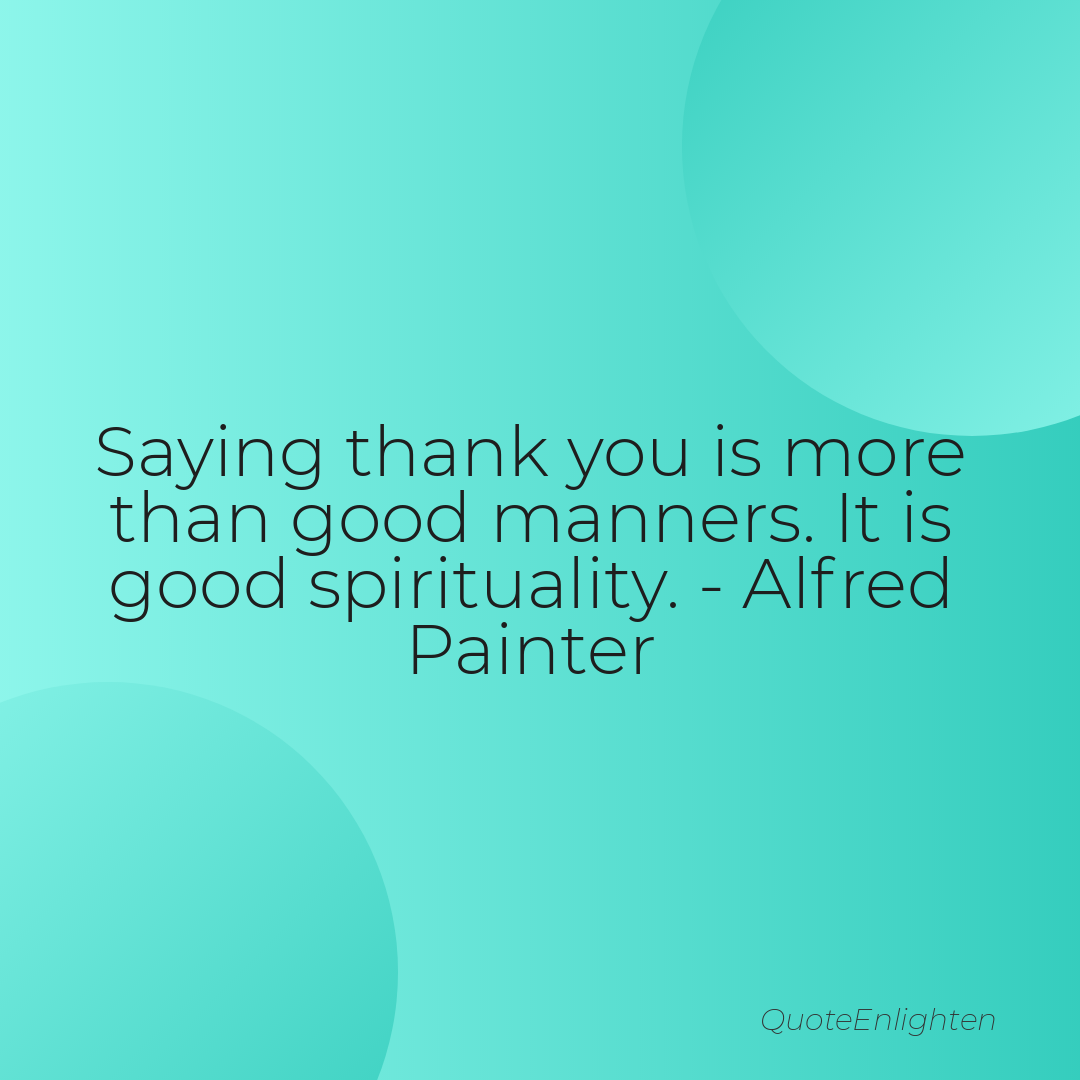 Saying thank you is more
than good manners. It is
good spirituality. - Alfred
Painter
QuoteEnlighten